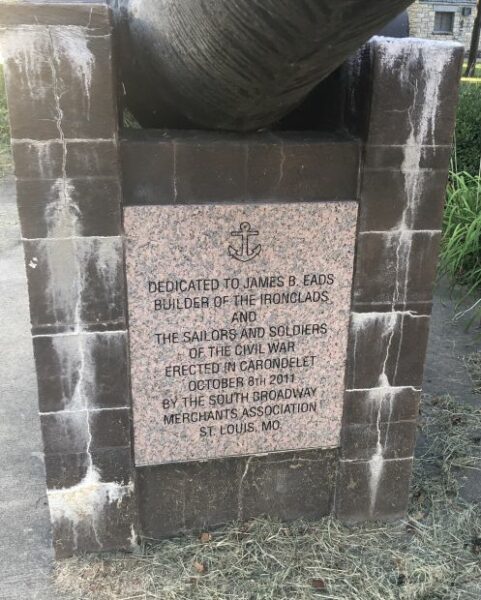 DEDICATED TO JAMES B. EADS
BUILDER OF THE IRONCLADS
AND
THE SAILORS AND SOLDIERS
OF THE CIVIL WAR
ERECTED IN CARONDELET
OCTOBER 8TH 2011
BY THE SOUTH BROADWAY
MERCHANTS ASSOCIATION
ST. LOUIS, MO.